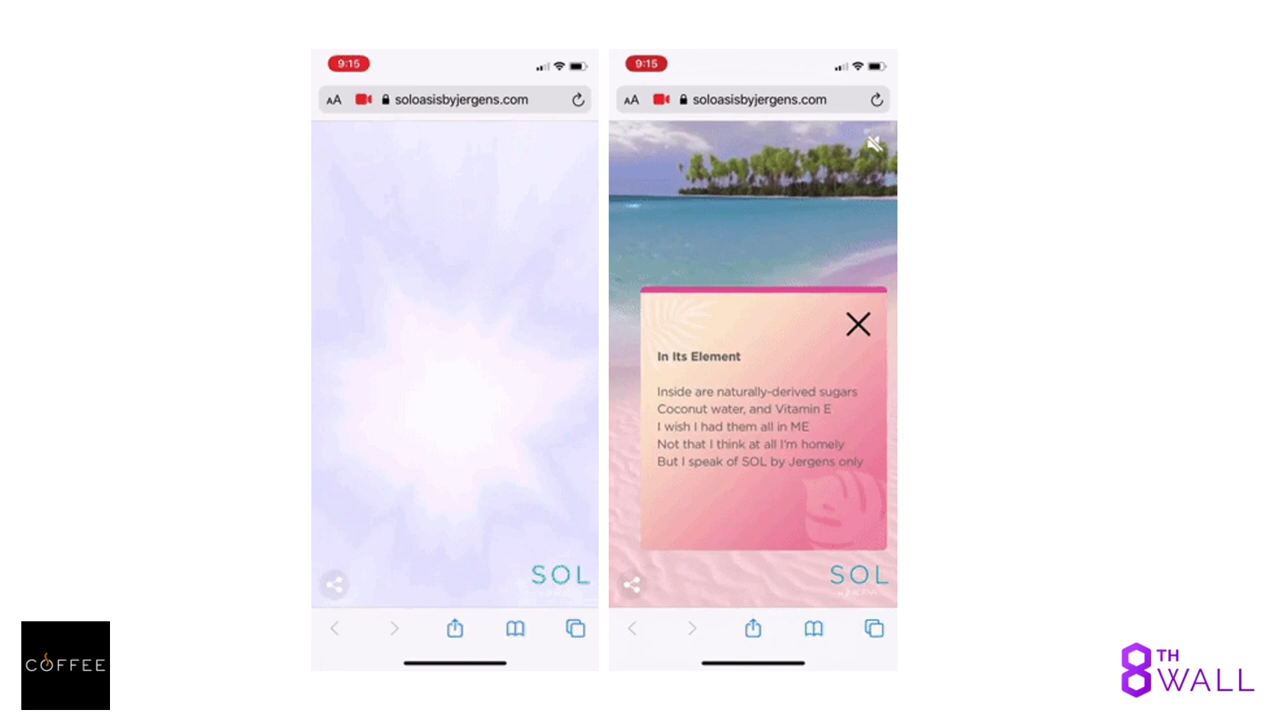 9:15
AA soloasisbyjergens.com
SOL
9:15
AA soloasisbyjergens.com
In Its Element
Inside are naturally-derived sugars
Coconut water, and Vitamin E
I wish I had them all in ME
Not that I think at all I'm homely
But I speak of SOL by Jergens only
SOL
COFFEE
8TH
WALL